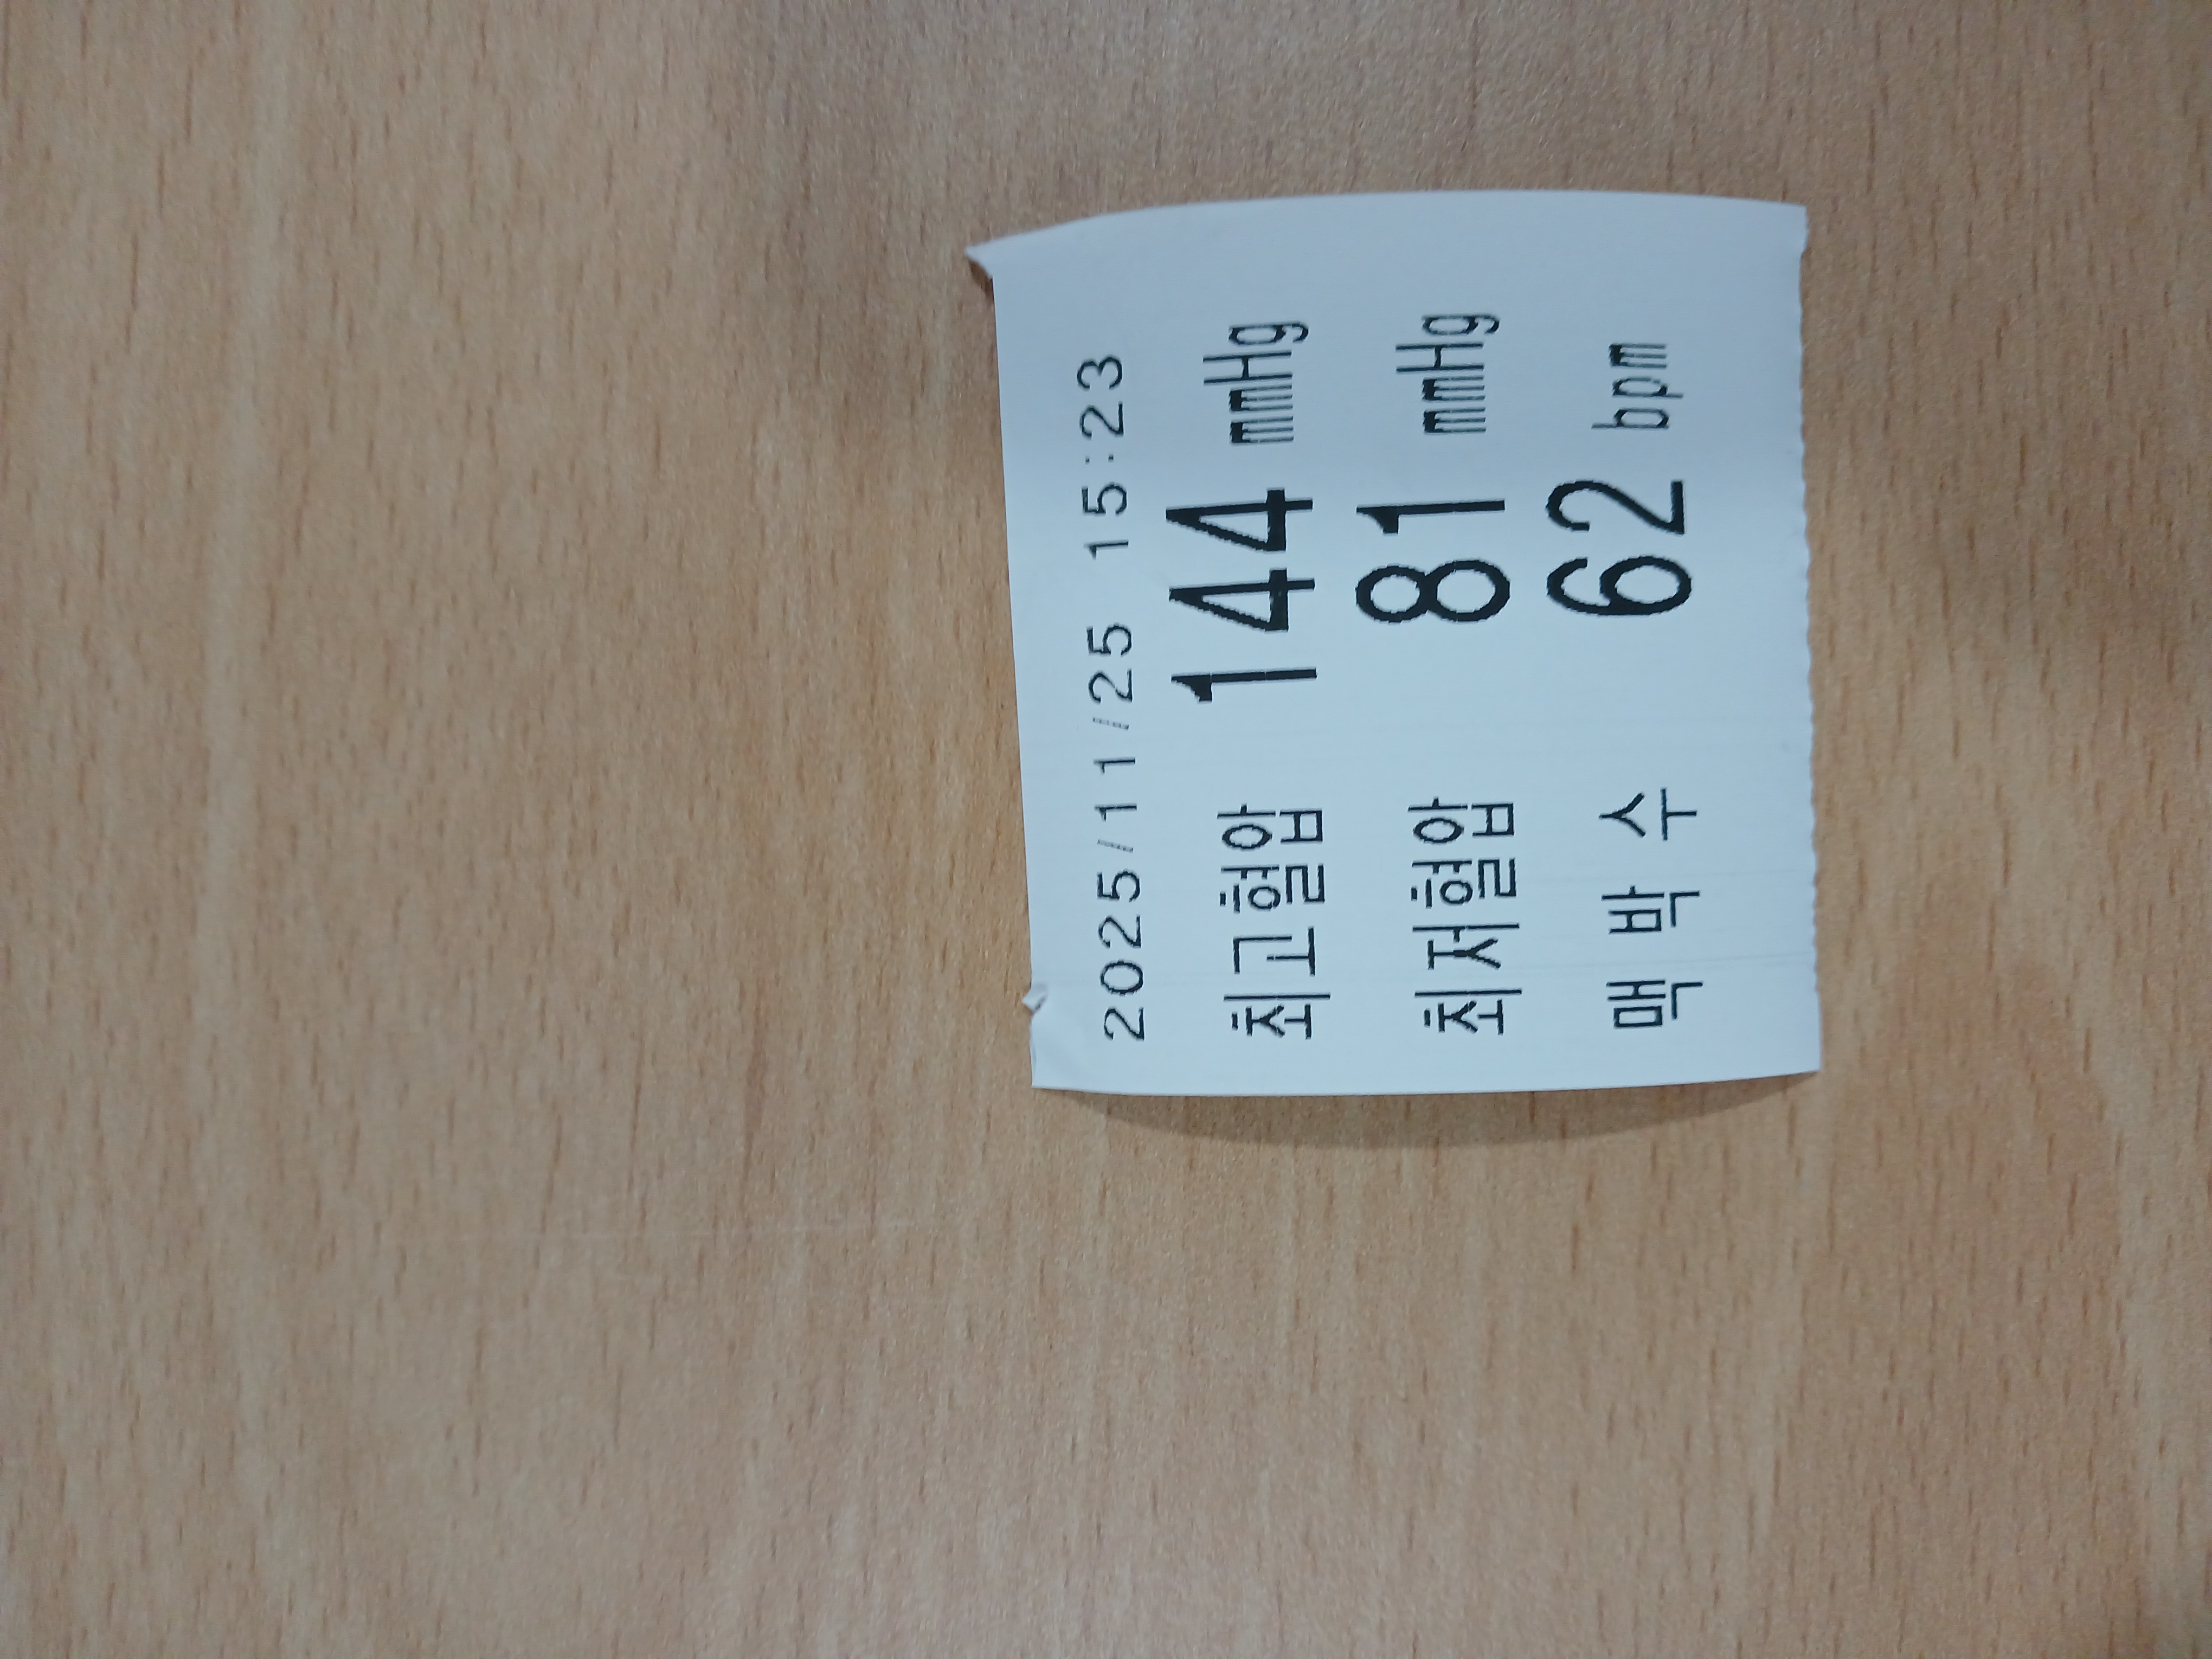 2025/11/25 15:23
최고혈압 144 mmHg
최저혈압 81 mmHg
맥 박 수 62 bpm